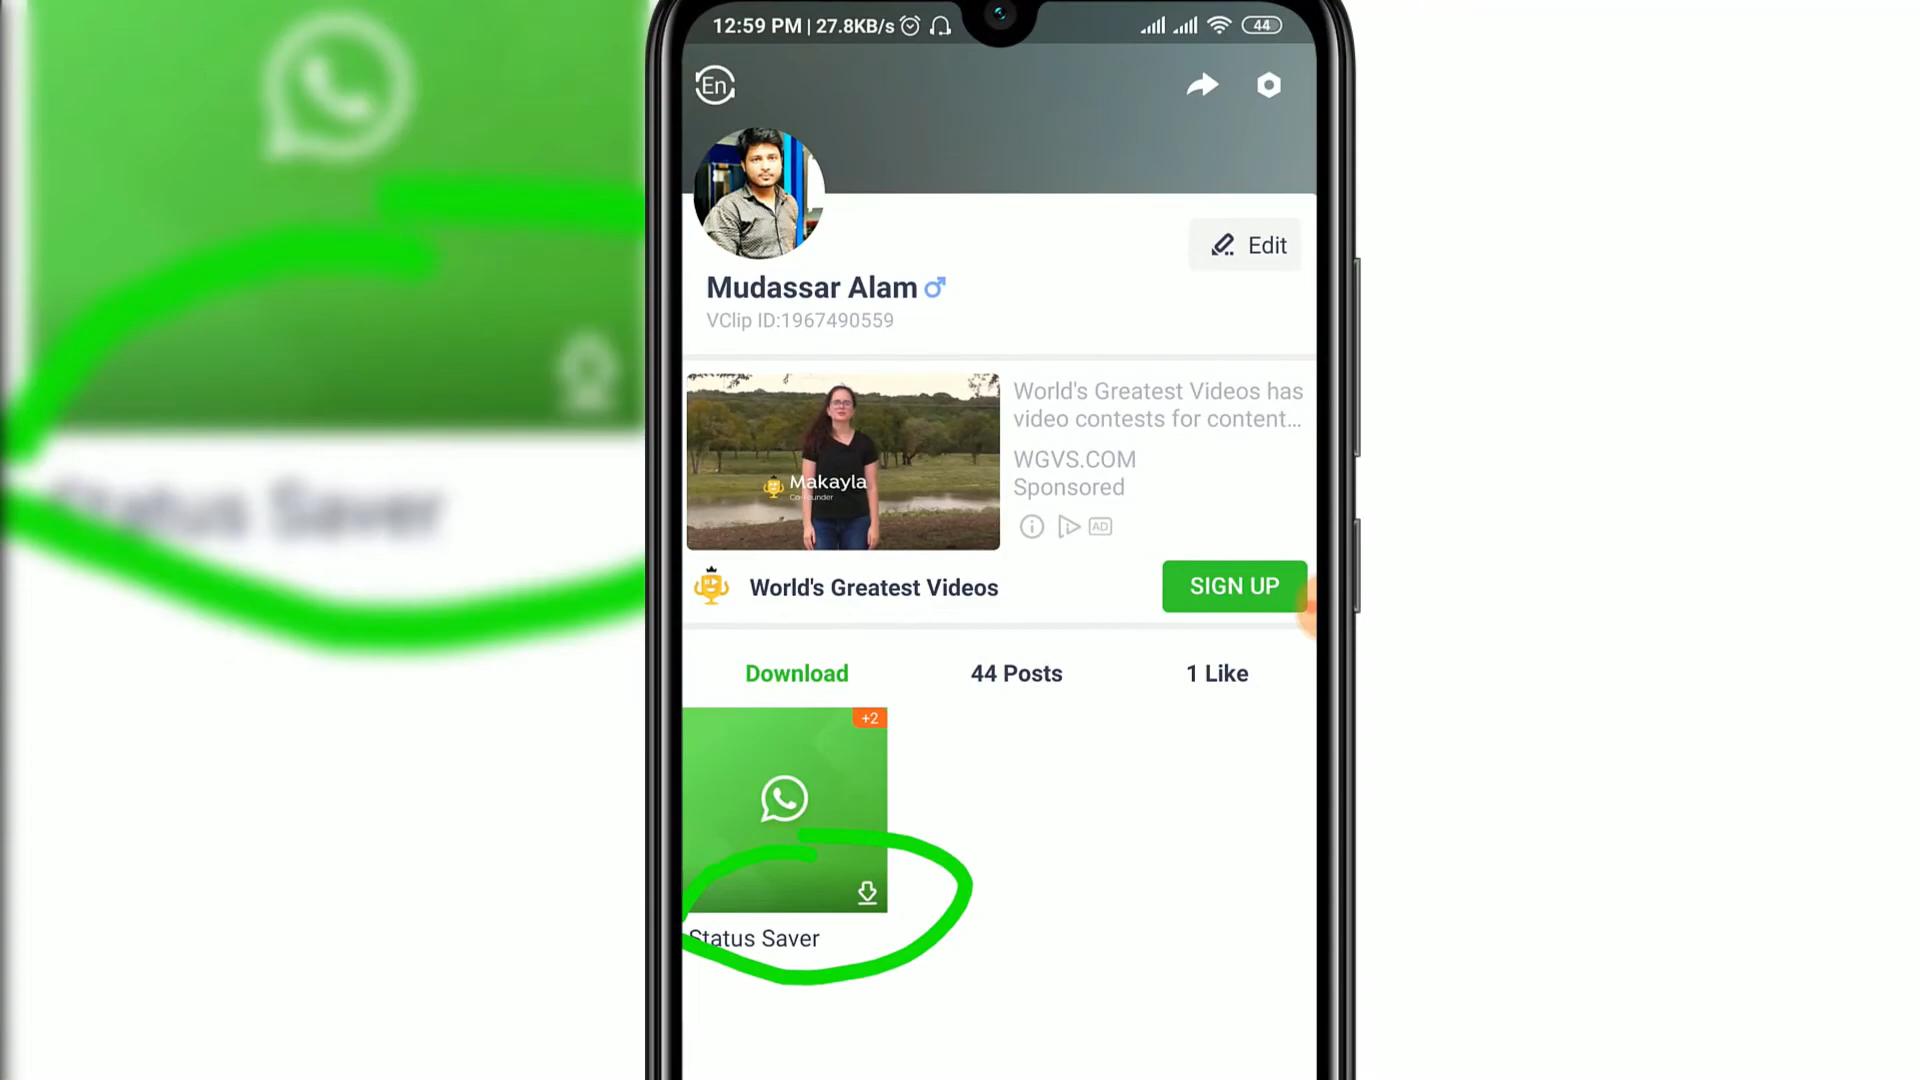 12:59 PM | 27.8KB/s
44
En
Edit
Mudassar Alam
VClip ID:1967490559
World's Greatest Videos has
video contests for content...
WGVS.COM
Sponsored
AD
Makayla
Co-founder
World's Greatest Videos
SIGN UP
Download
44 Posts
1 Like
+2
Status Saver
Status Saver